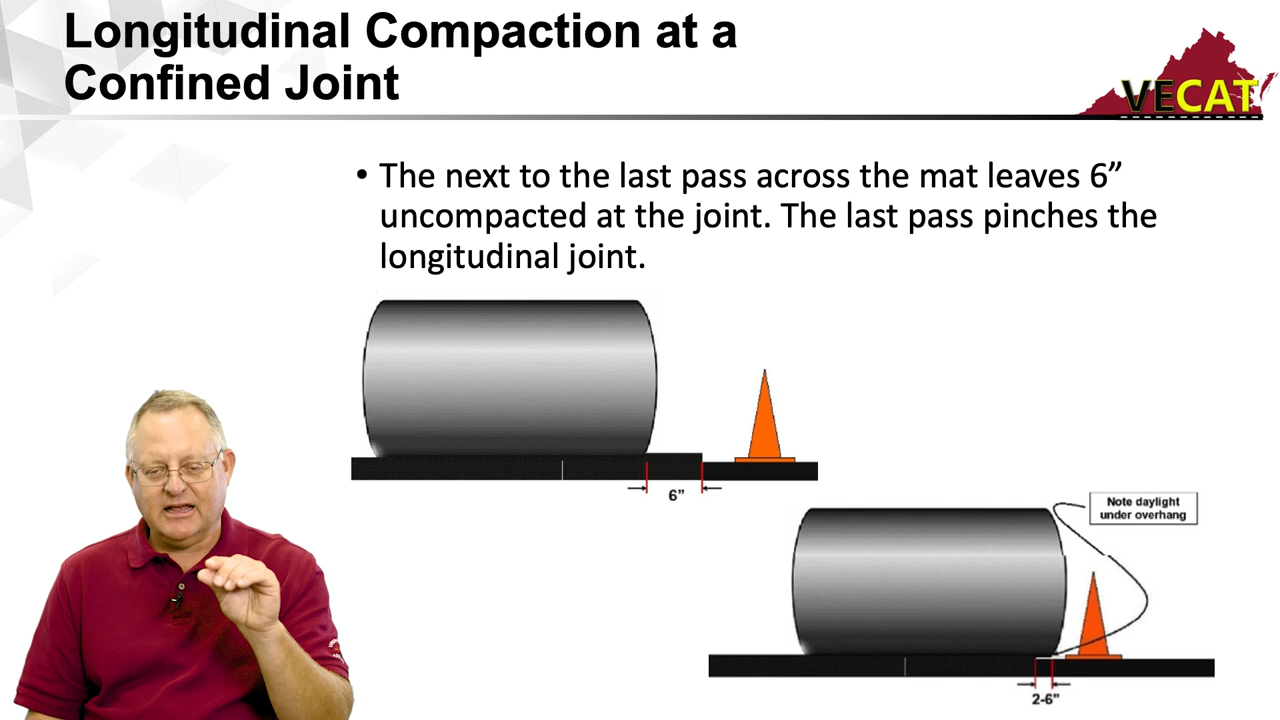 Longitudinal Compaction at a
Confined Joint
VECAT
• The next to the last pass across the mat leaves 6”
uncompacted at the joint. The last pass pinches the
longitudinal joint.
6”
Note daylight
under overhang
2-6”